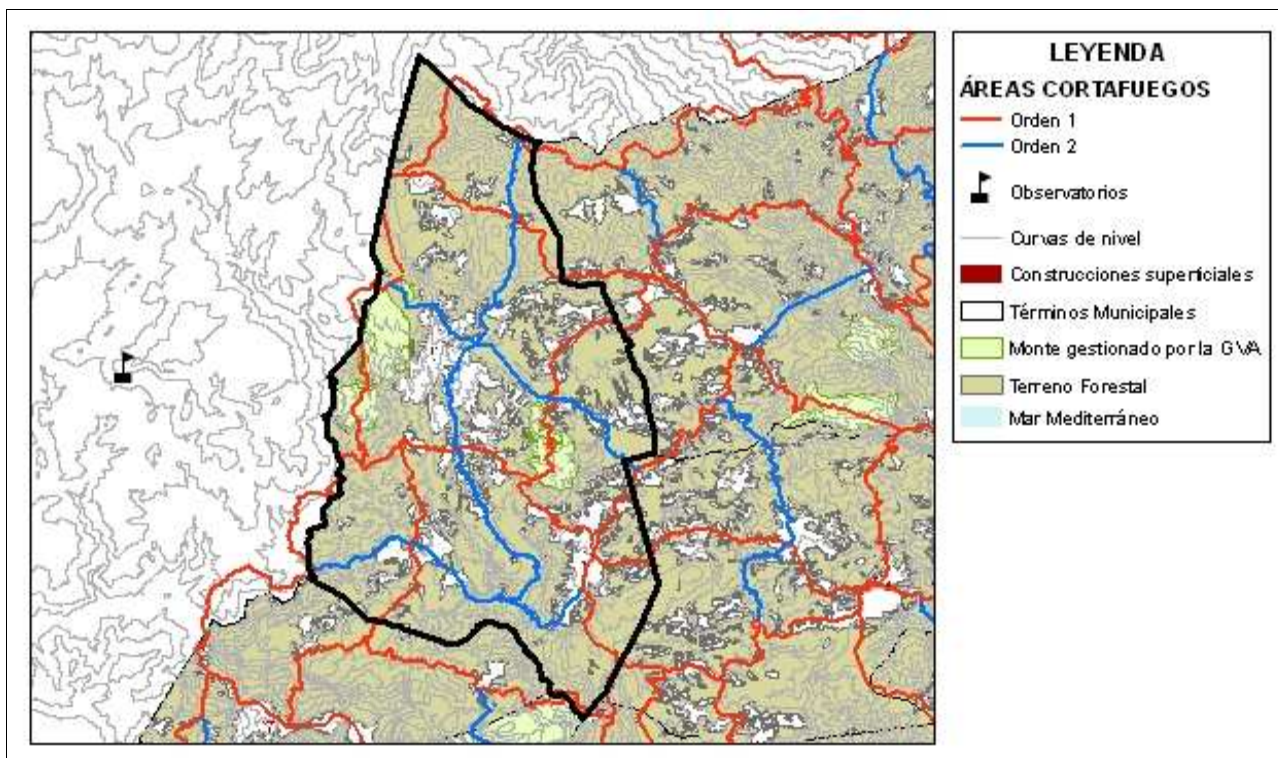 LEYENDA
ÁREAS CORTAFUEGOS
Orden 1
Orden 2
Observatorios
Curvas de nivel
Construcciones superficiales
Términos Municipales
Monte gestionado por la GVA
Terreno Forestal
Mar Mediterráneo